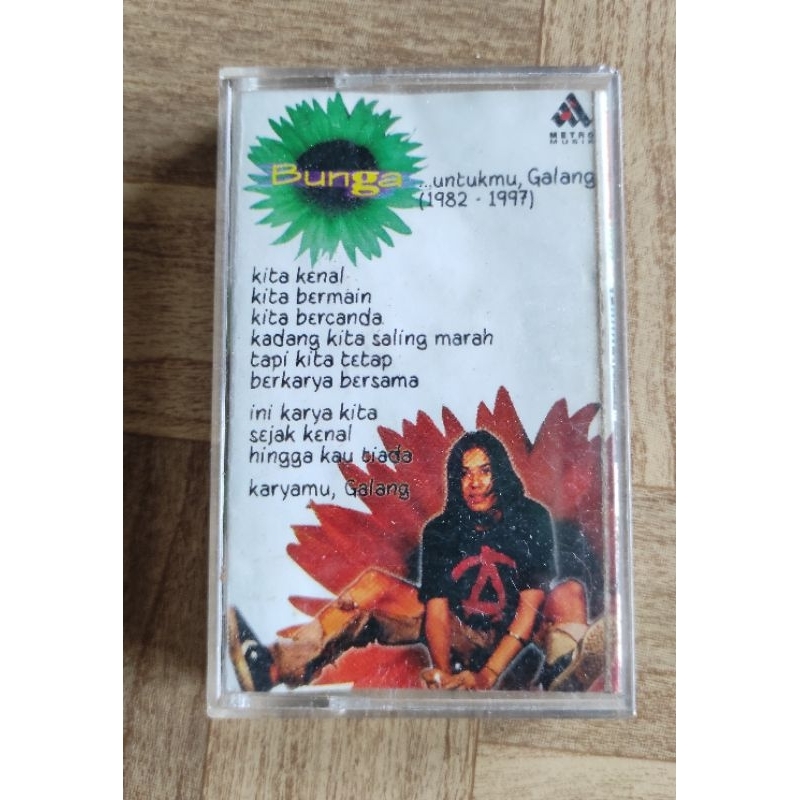 METRO
MUSIK
Bunga
...untukmu, Galang
(1982 - 1997)
kita kenal
kita bermain
kita bercanda
kadang kita saling marah
tapi kita tetap
berkarya bersama
ini karya kita
sejak kenal
hingga kau tiada
karyamu, Galang